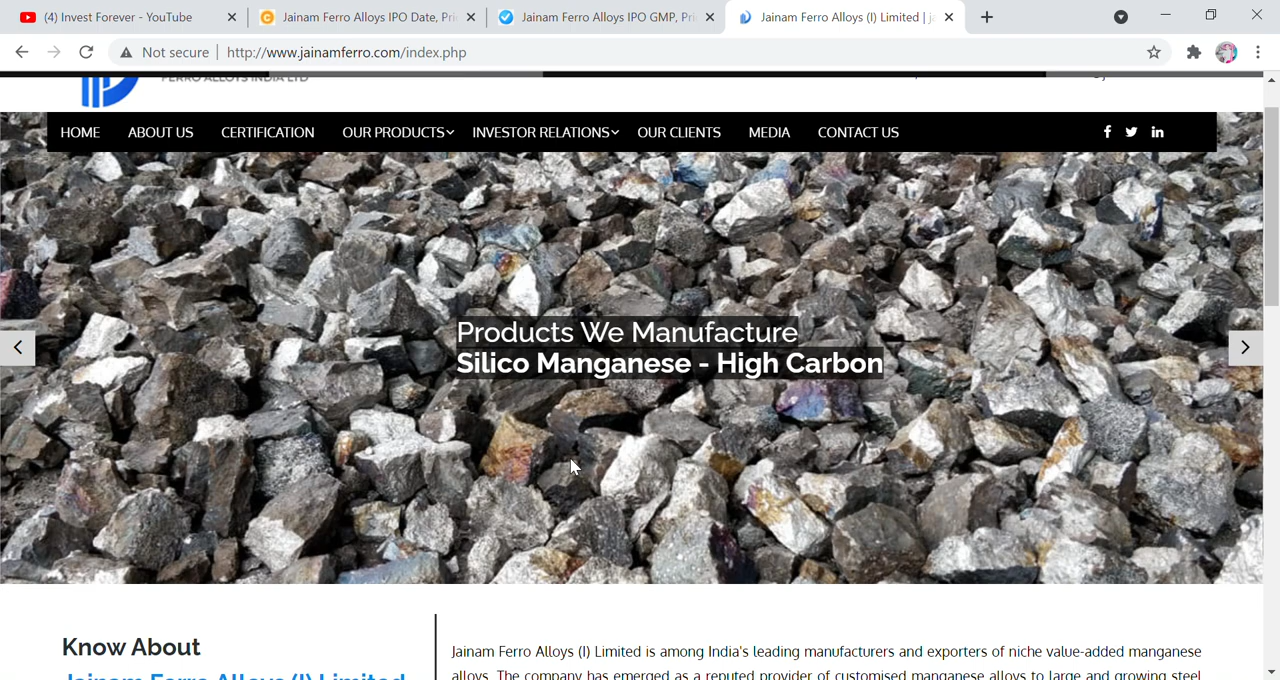 (4) Invest Forever - YouTube
Jainam Ferro Alloys IPO Date, Pri
Jainam Ferro Alloys IPO GMP, Pri
Jainam Ferro Alloys (I) Limited | ja
Not secure | http://www.jainamferro.com/index.php
FERRO ALLOYS INDIA LTD
HOME ABOUT US CERTIFICATION OUR PRODUCTS INVESTOR RELATIONS OUR CLIENTS MEDIA CONTACT US
Products We Manufacture
Silico Manganese - High Carbon
Know About
Jainam Ferro Alloys (I) Limited
Jainam Ferro Alloys (I) Limited is among India's leading manufacturers and exporters of niche value-added manganese
alloys. The company has emerged as a reputed provider of customised manganese alloys to large and growing steel